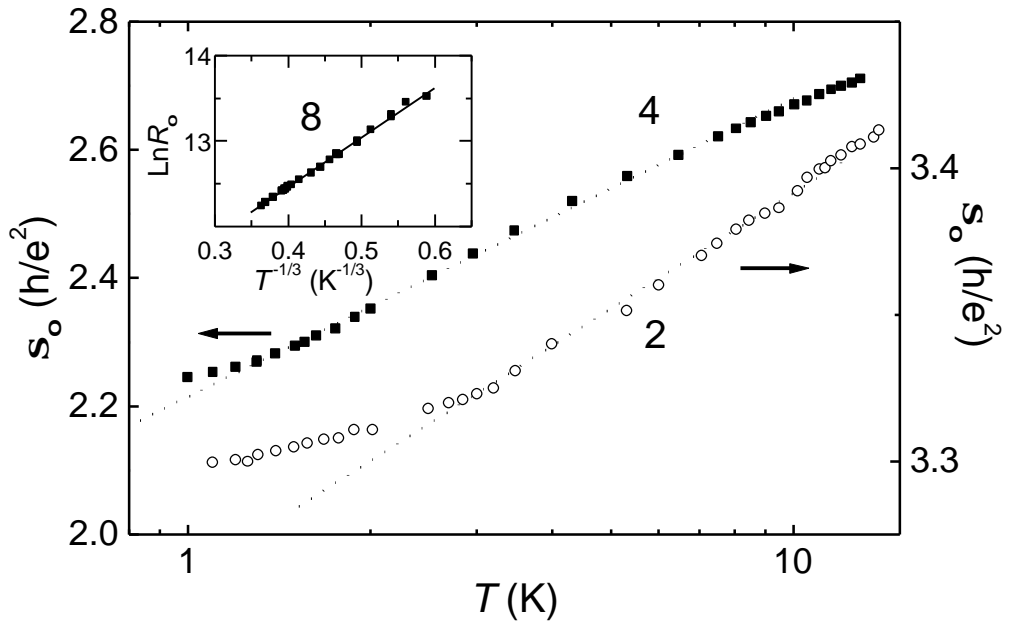 2.8
2.6
2.4
2.2
2.0
s_o (h/e^2)
14
13
LnR_o
8
0.3 0.4 0.5 0.6
T^-1/3 (K^-1/3)
4
2
3.4
3.3
s_o (h/e^2)
1 10
T (K)